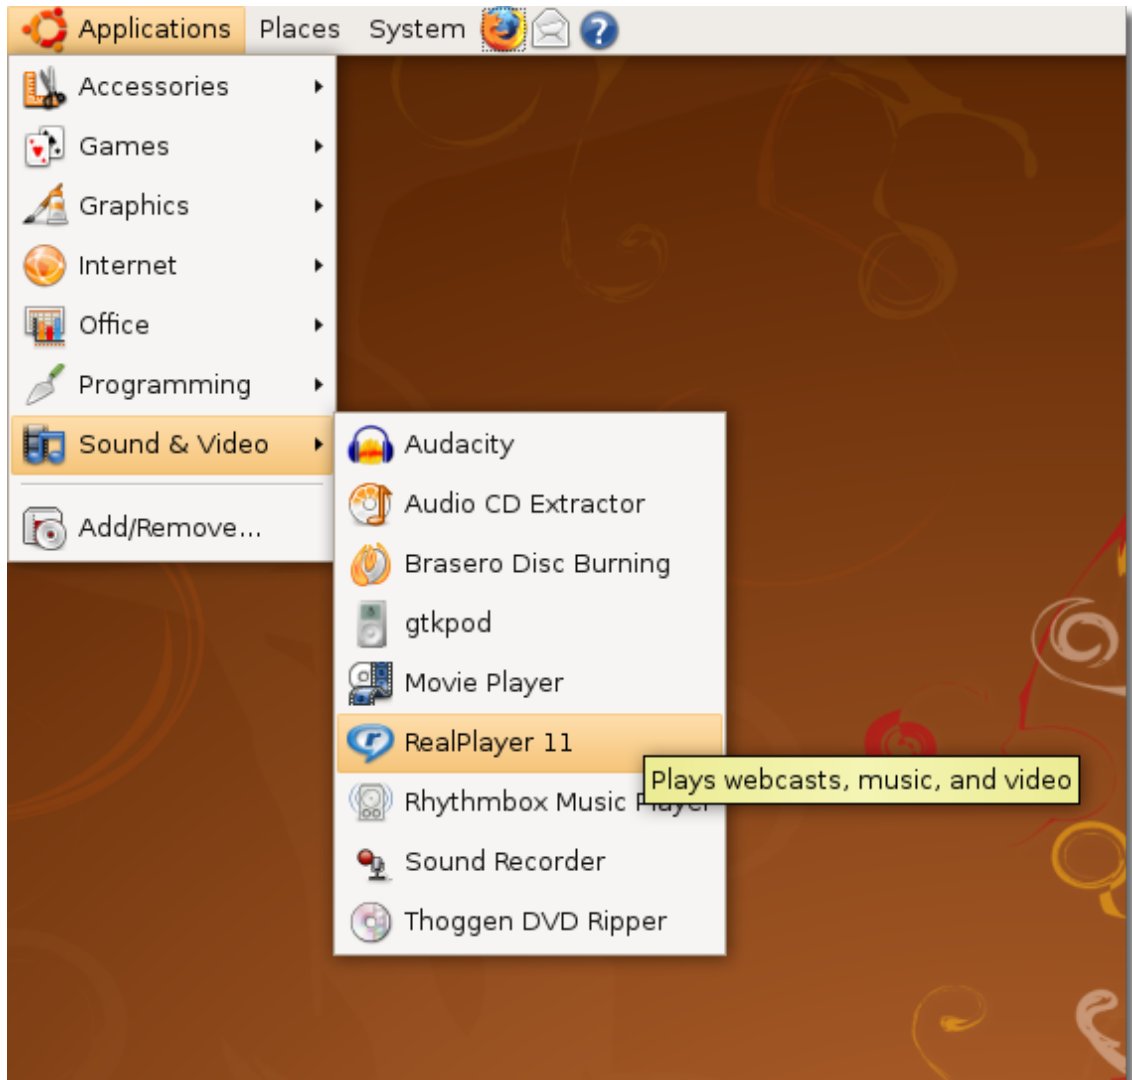 Applications Places System
Accessories
Games
Graphics
Internet
Office
Programming
Sound & Video
Add/Remove...
Audacity
Audio CD Extractor
Brasero Disc Burning
gtkpod
Movie Player
RealPlayer 11
Plays webcasts, music, and video
Rhythmbox Music Player
Sound Recorder
Thoggen DVD Ripper